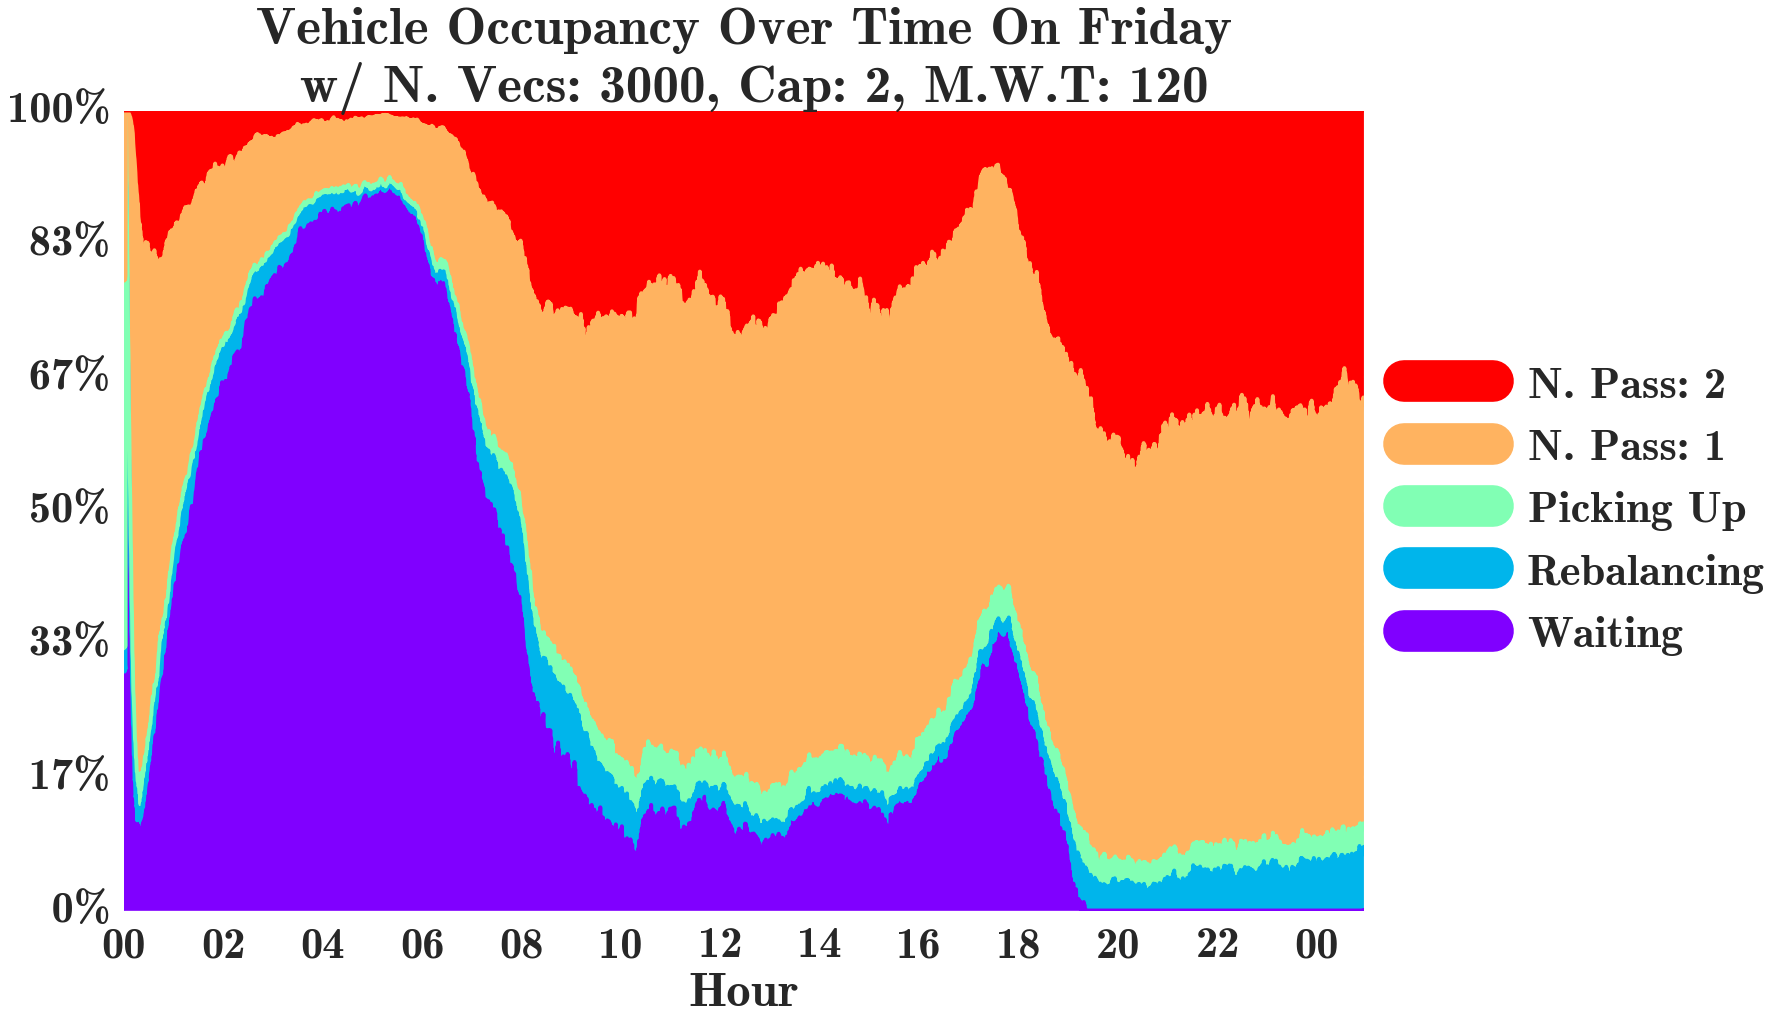 Vehicle Occupancy Over Time On Friday
w/ N. Vecs: 3000, Cap: 2, M.W.T: 120
100%
83%
67%
50%
33%
17%
0%
00 02 04 06 08 10 12 14 16 18 20 22 00
Hour
N. Pass: 2
N. Pass: 1
Picking Up
Rebalancing
Waiting